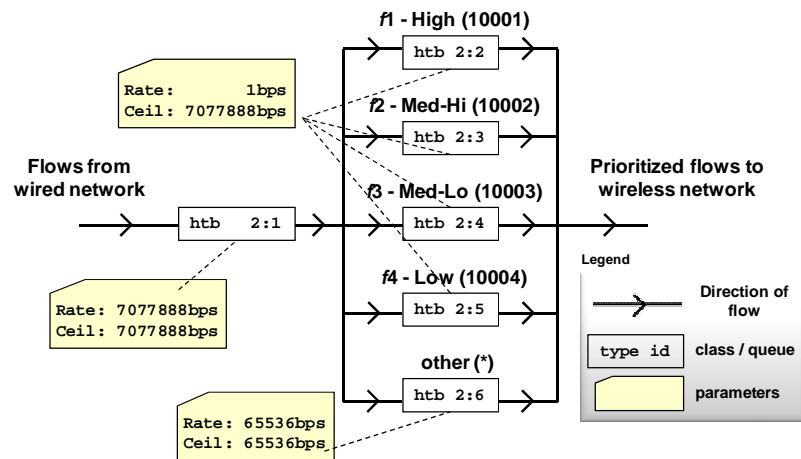 f1 - High (10001)
htb 2:2
Rate: 1bps
Ceil: 7077888bps
f2 - Med-Hi (10002)
htb 2:3
Flows from
wired network
f3 - Med-Lo (10003)
Prioritized flows to
wireless network
htb 2:1
htb 2:4
Legend
f4 - Low (10004)
Direction of
flow
Rate: 7077888bps
Ceil: 7077888bps
htb 2:5
type id
class / queue
other (*)
parameters
htb 2:6
Rate: 65536bps
Ceil: 65536bps